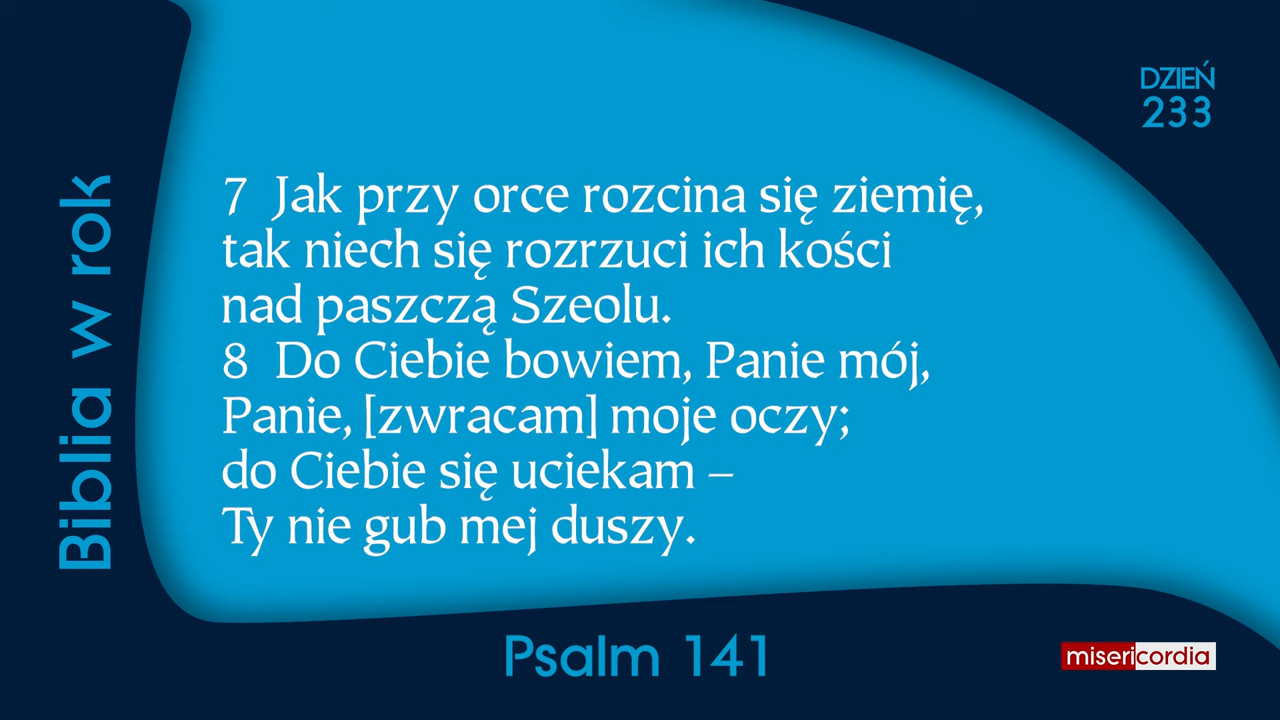 DZIEŃ
233
Biblia w rok
7 Jak przy orce rozcina się ziemię,
tak niech się rozrzuci ich kości
nad paszczą Szeolu.
8 Do Ciebie bowiem, Panie mój,
Panie, [zwracam] moje oczy;
do Ciebie się uciekam –
Ty nie gub mej duszy.
Psalm 141
misericordia